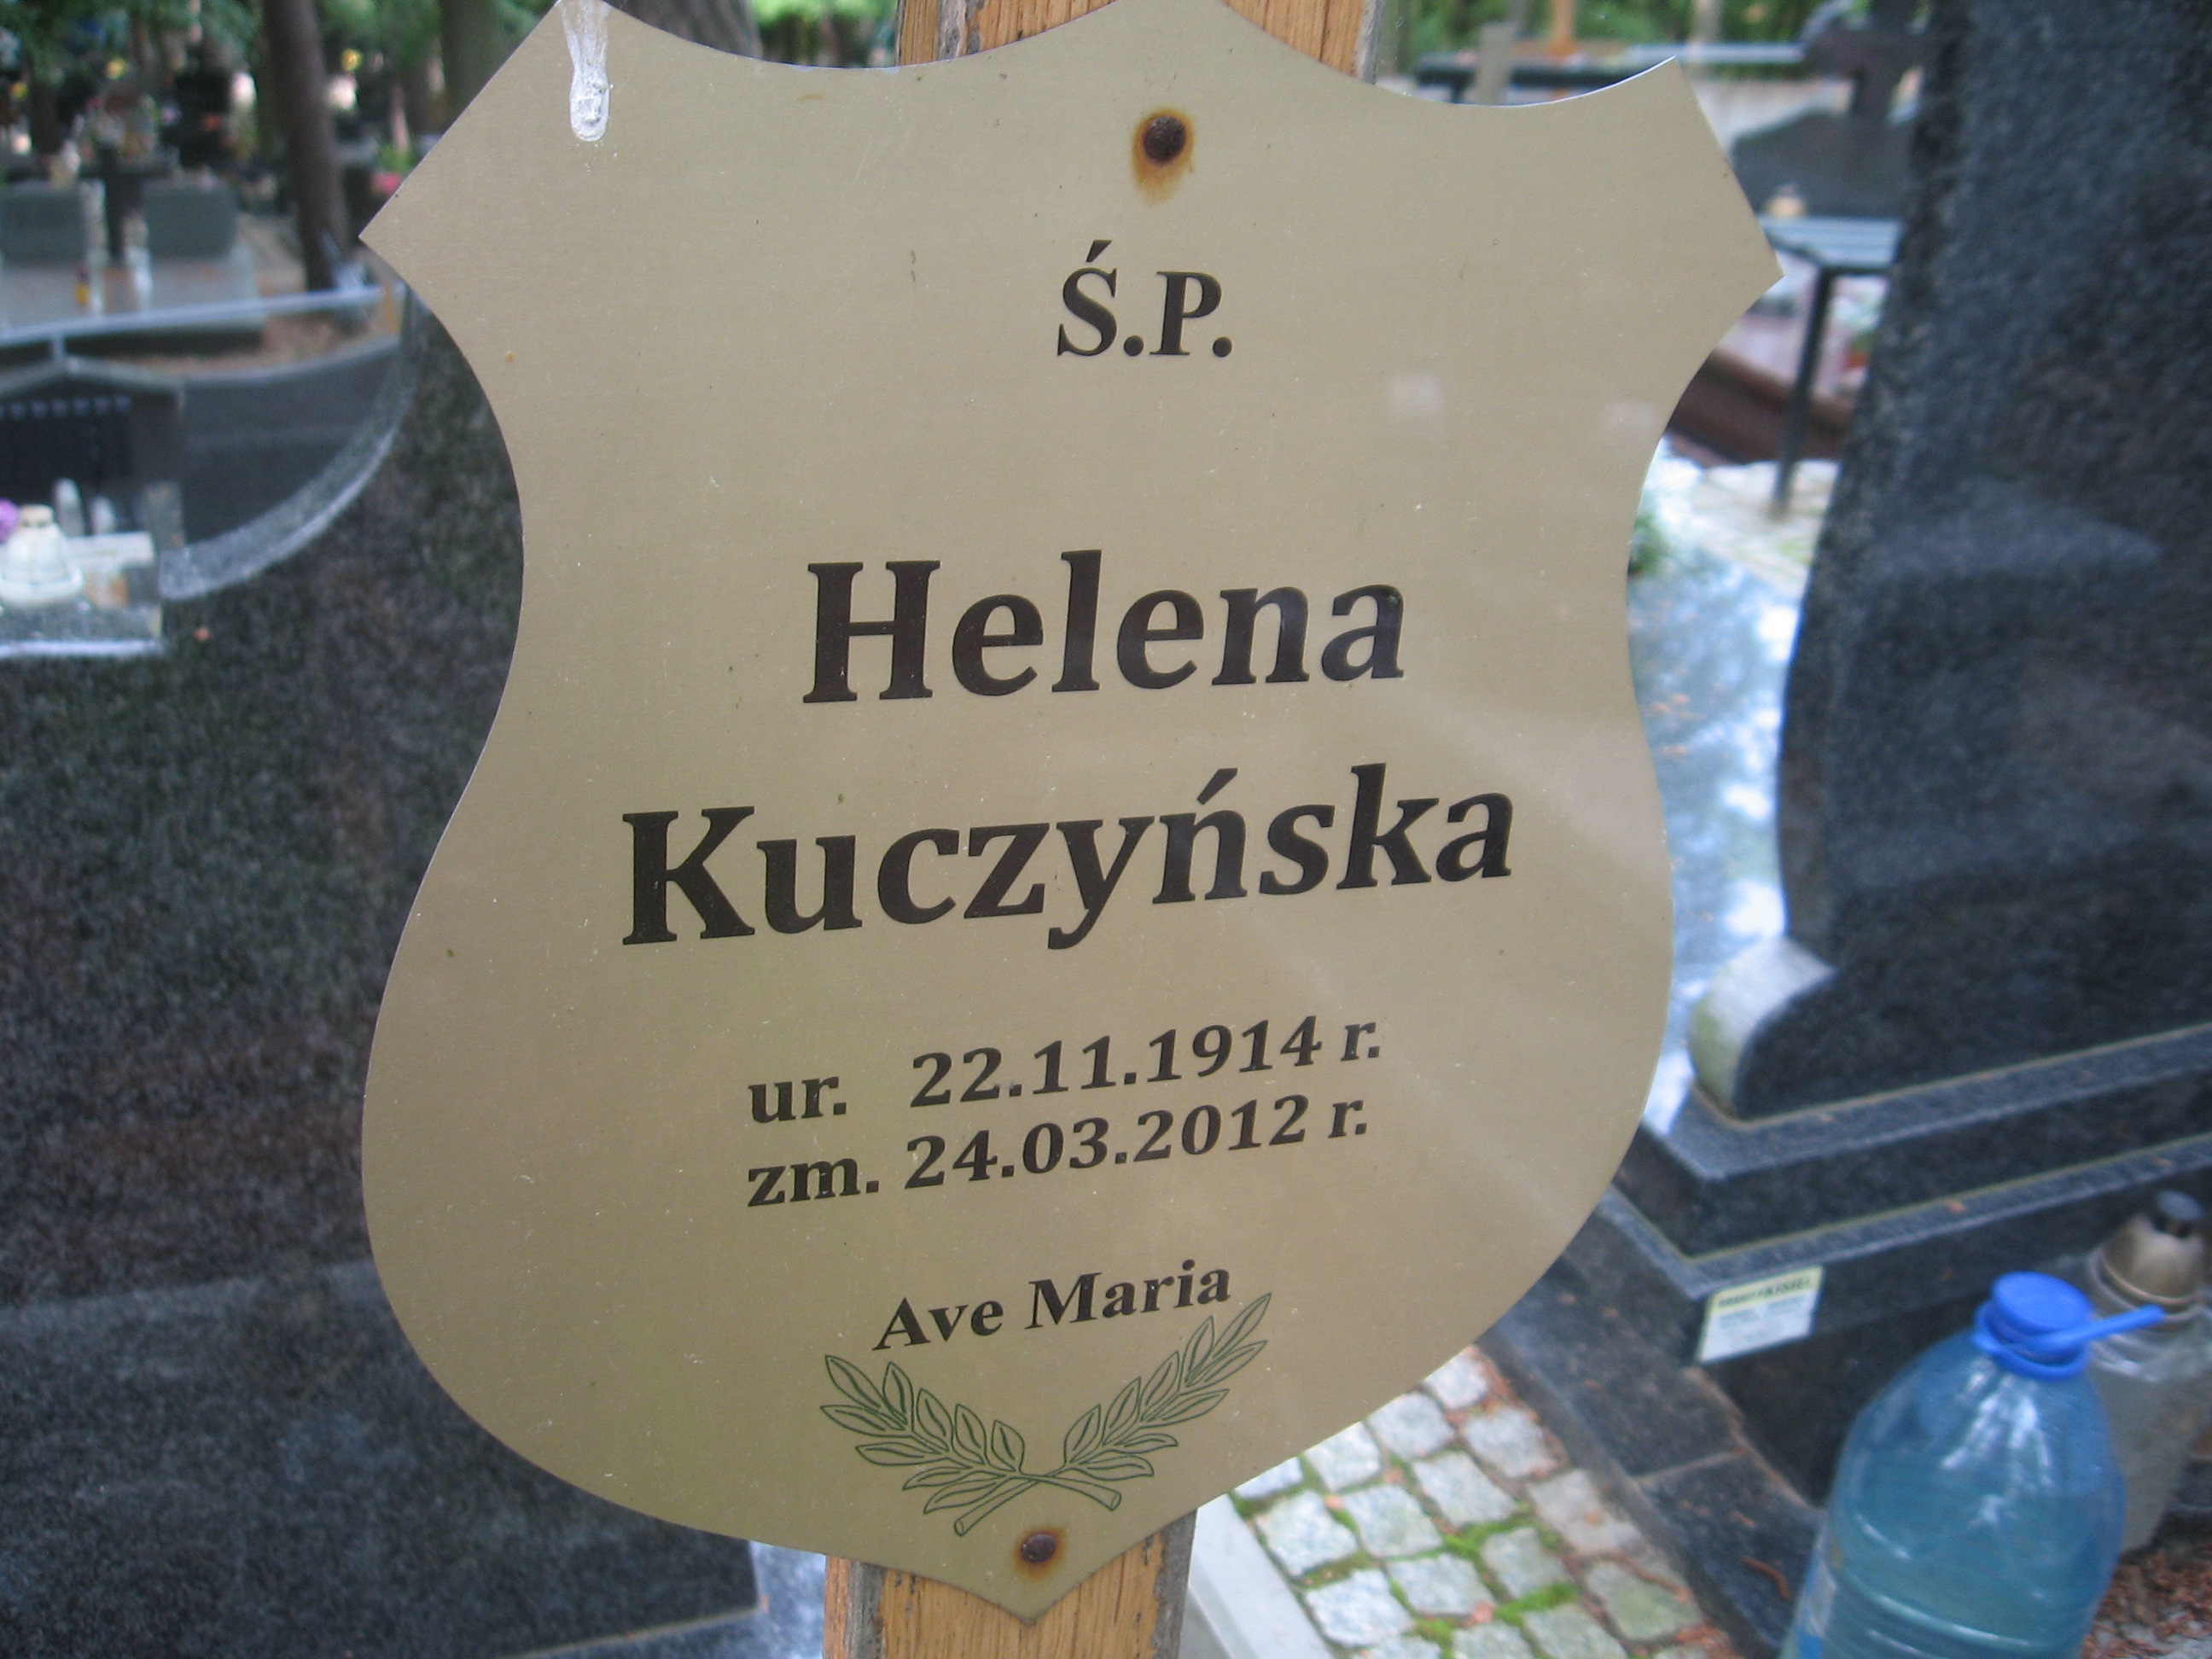 Ś.P.
Helena
Kuczyńska
ur. 22.11.1914 r.
zm. 24.03.2012 r.
Ave Maria